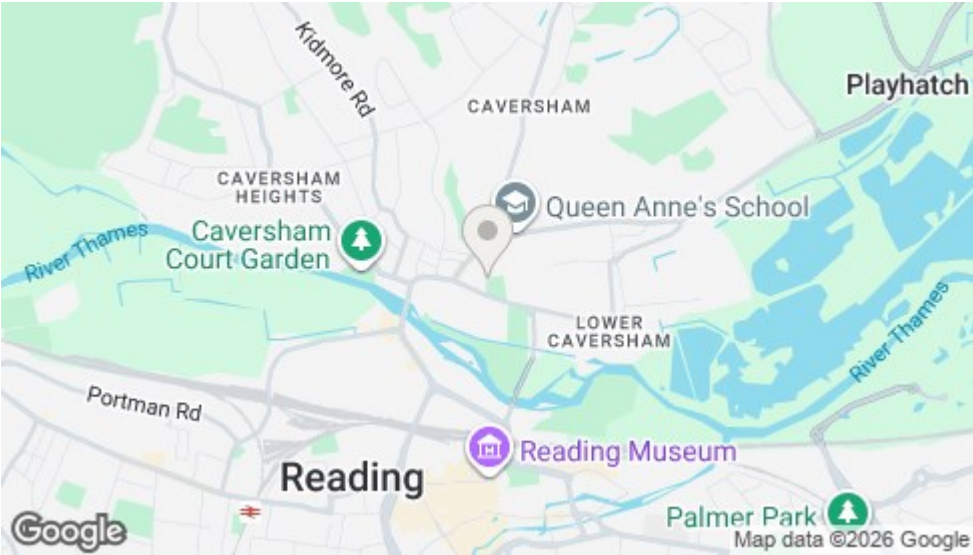 Kidmore Rd
Playhatch
CAVERSHAM
CAVERSHAM
HEIGHTS
Queen Anne's School
Caversham
Court Garden
River Thames
LOWER
CAVERSHAM
River Thames
Portman Rd
Reading Museum
Reading
Palmer Park
Google
Map data ©2026 Google